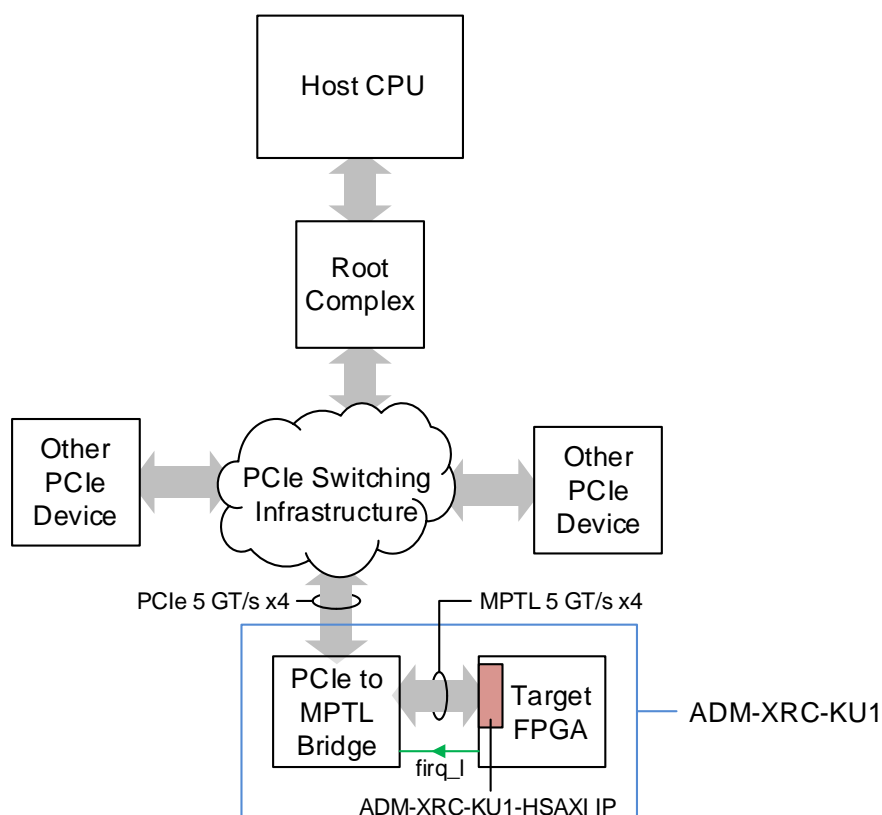 Host CPU
Root
Complex
Other
PCIe
Device
PCIe Switching
Infrastructure
Other
PCIe
Device
PCIe 5 GT/s x4
MPTL 5 GT/s x4
PCIe to
MPTL
Bridge
Target
FPGA
ADM-XRC-KU1
firq_l
ADM-XRC-KU1-HSAXI IP